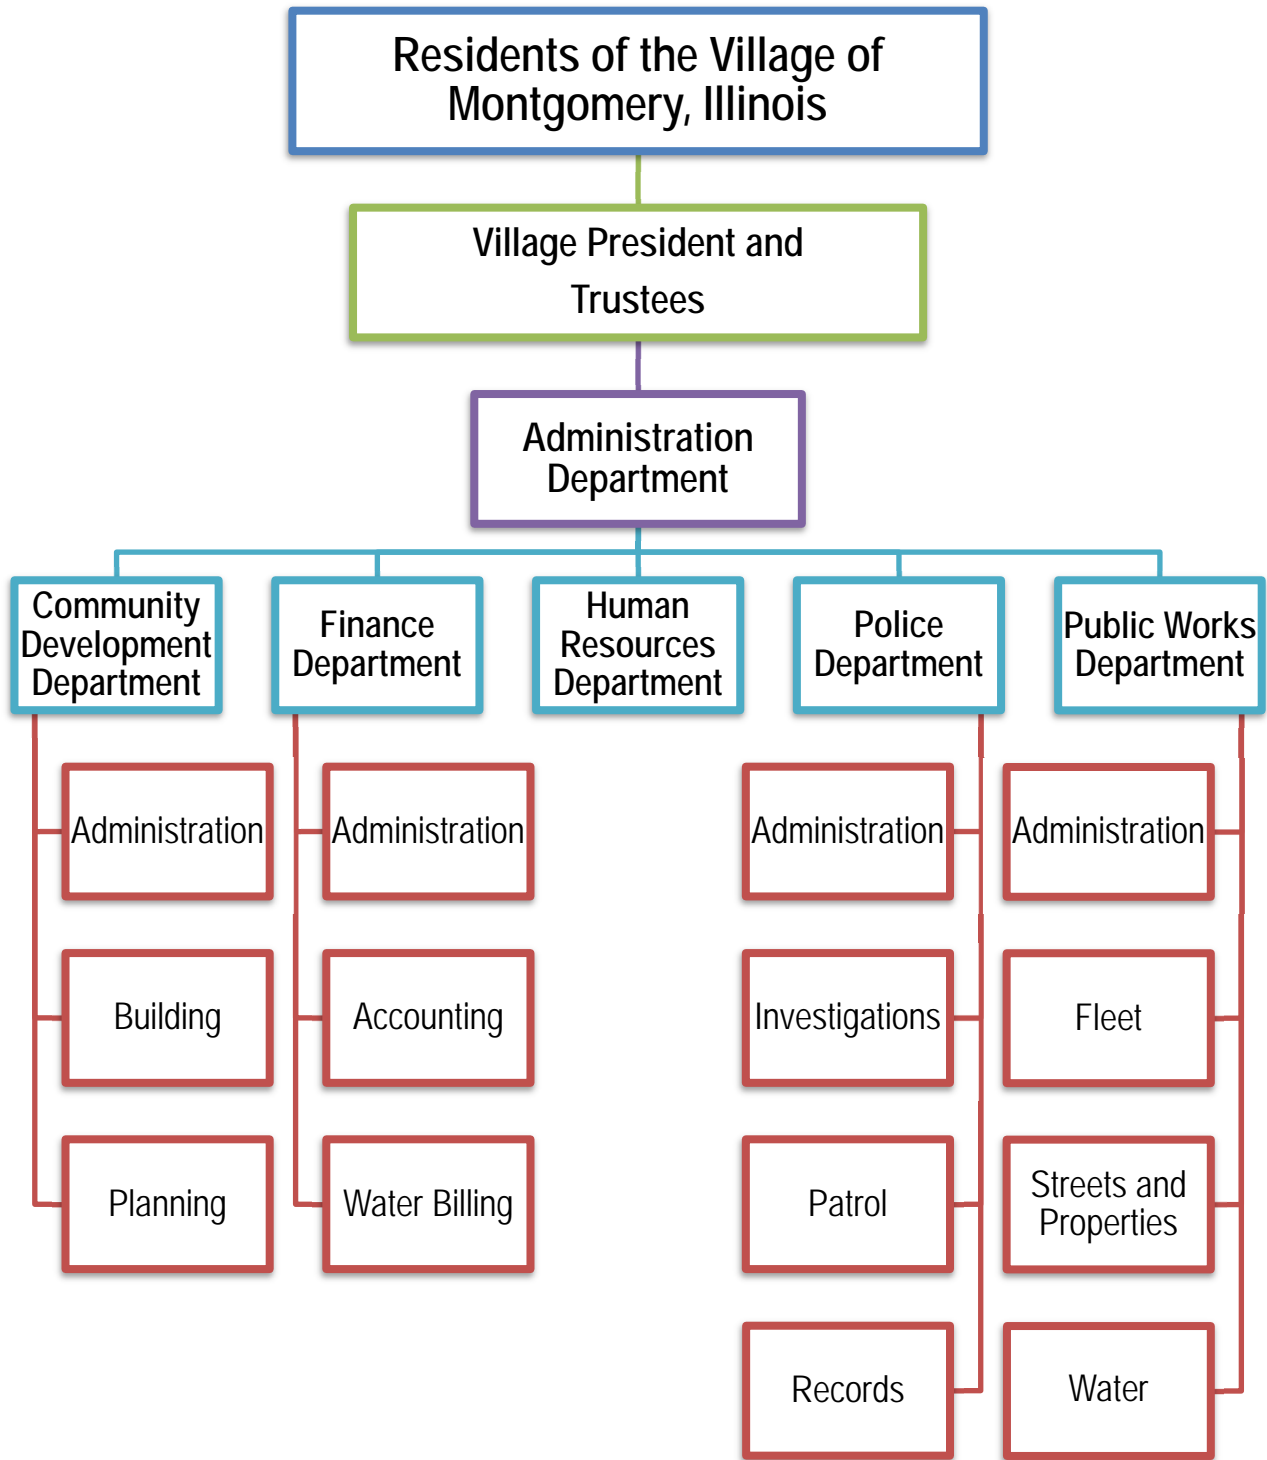 Residents of the Village of
Montgomery, Illinois
Village President and
Trustees
Administration
Department
Community
Development
Department
Finance
Department
Human
Resources
Department
Police
Department
Public Works
Department
Administration
Administration
Administration
Administration
Building
Accounting
Investigations
Fleet
Planning
Water Billing
Patrol
Streets and
Properties
Records
Water